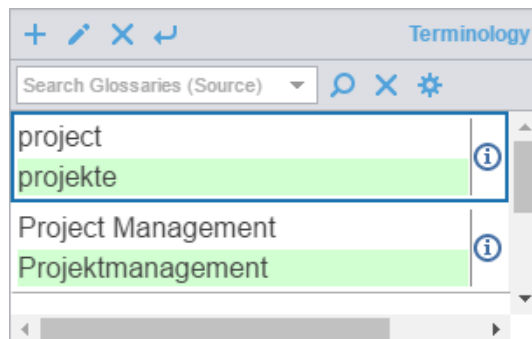 Terminology
Search Glossaries (Source)
project
projekte
Project Management
Projektmanagement